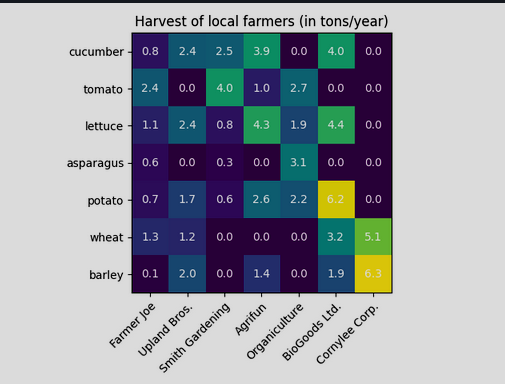 Harvest of local farmers (in tons/year)
cucumber 0.8 2.4 2.5 3.9 0.0 4.0 0.0
tomato 2.4 0.0 4.0 1.0 2.7 0.0 0.0
lettuce 1.1 2.4 0.8 4.3 1.9 4.4 0.0
asparagus 0.6 0.0 0.3 0.0 3.1 0.0 0.0
potato 0.7 1.7 0.6 2.6 2.2 6.2 0.0
wheat 1.3 1.2 0.0 0.0 0.0 3.2 5.1
barley 0.1 2.0 0.0 1.4 0.0 1.9 6.3
Farmer Joe
Upland Bros.
Smith Gardening
Agrifun
Organiculture
BioGoods Ltd.
Cornylee Corp.